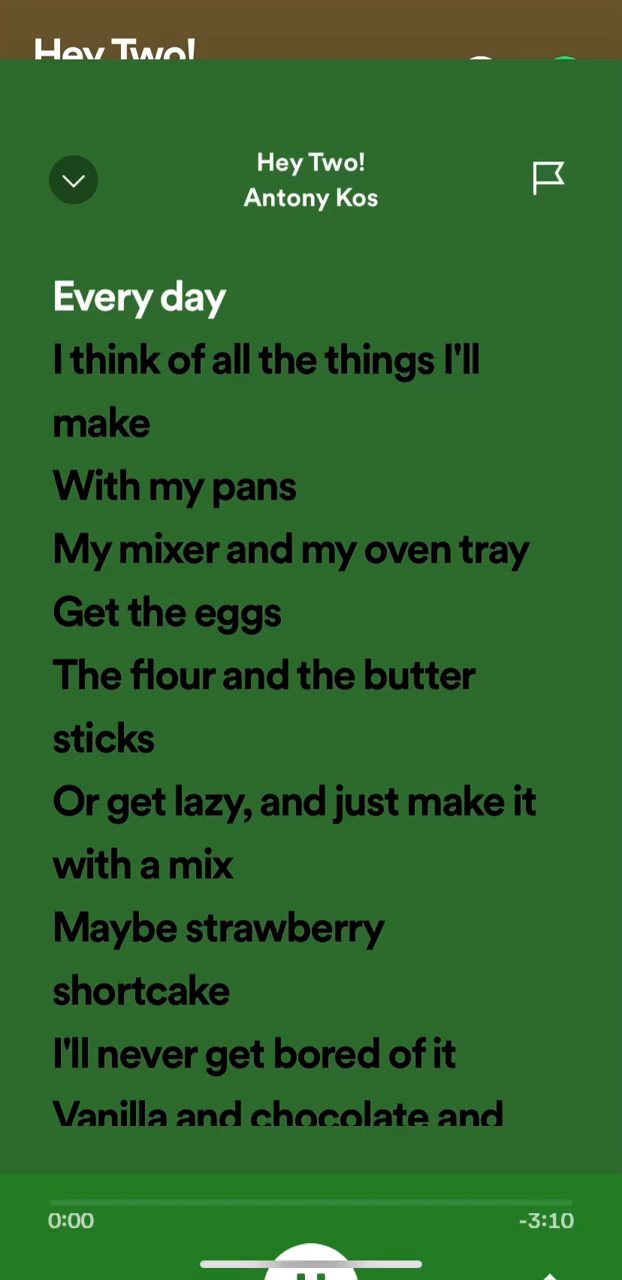 Hey Two!
Hey Two!
Antony Kos
Every day
I think of all the things I'll
make
With my pans
My mixer and my oven tray
Get the eggs
The flour and the butter
sticks
Or get lazy, and just make it
with a mix
Maybe strawberry
shortcake
I'll never get bored of it
Vanilla and chocolate and
0:00
-3:10